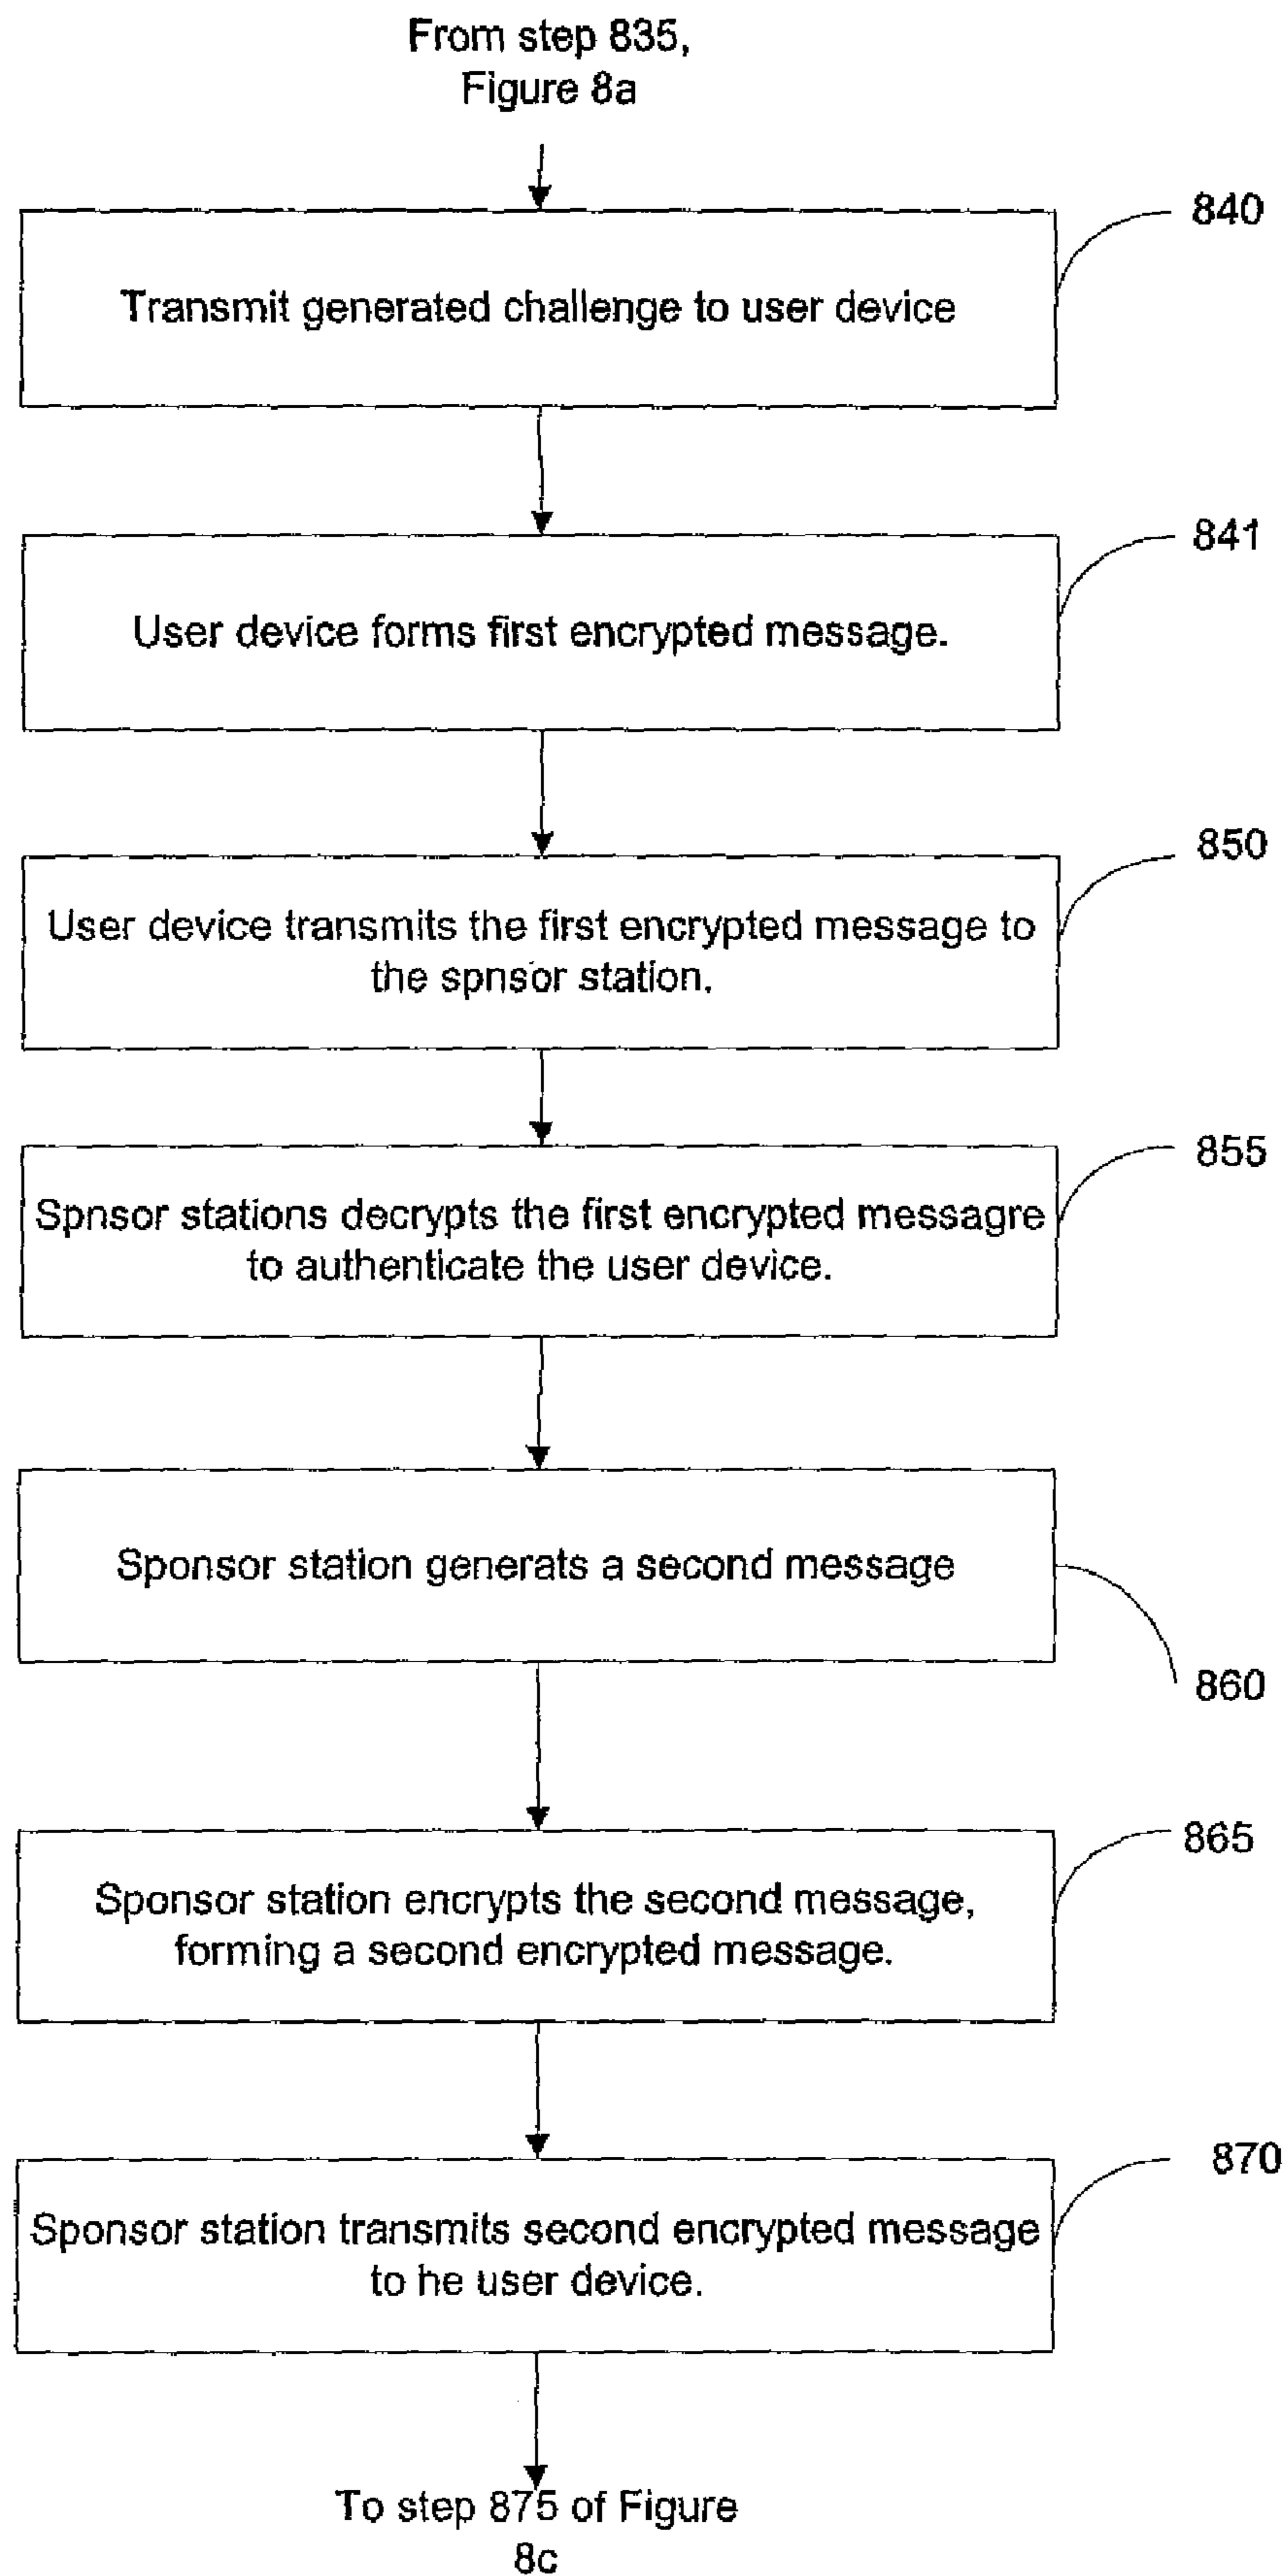 From step 835,
Figure 8a
840
Transmit generated challenge to user device
841
User device forms first encrypted message.
850
User device transmits the first encrypted message to
the spnsor station.
855
Spnsor stations decrypts the first encrypted messagre
to authenticate the user device.
Sponsor station generats a second message
860
865
Sponsor station encrypts the second message,
forming a second encrypted message.
870
Sponsor station transmits second encrypted message
to he user device.
To step 875 of Figure
8c